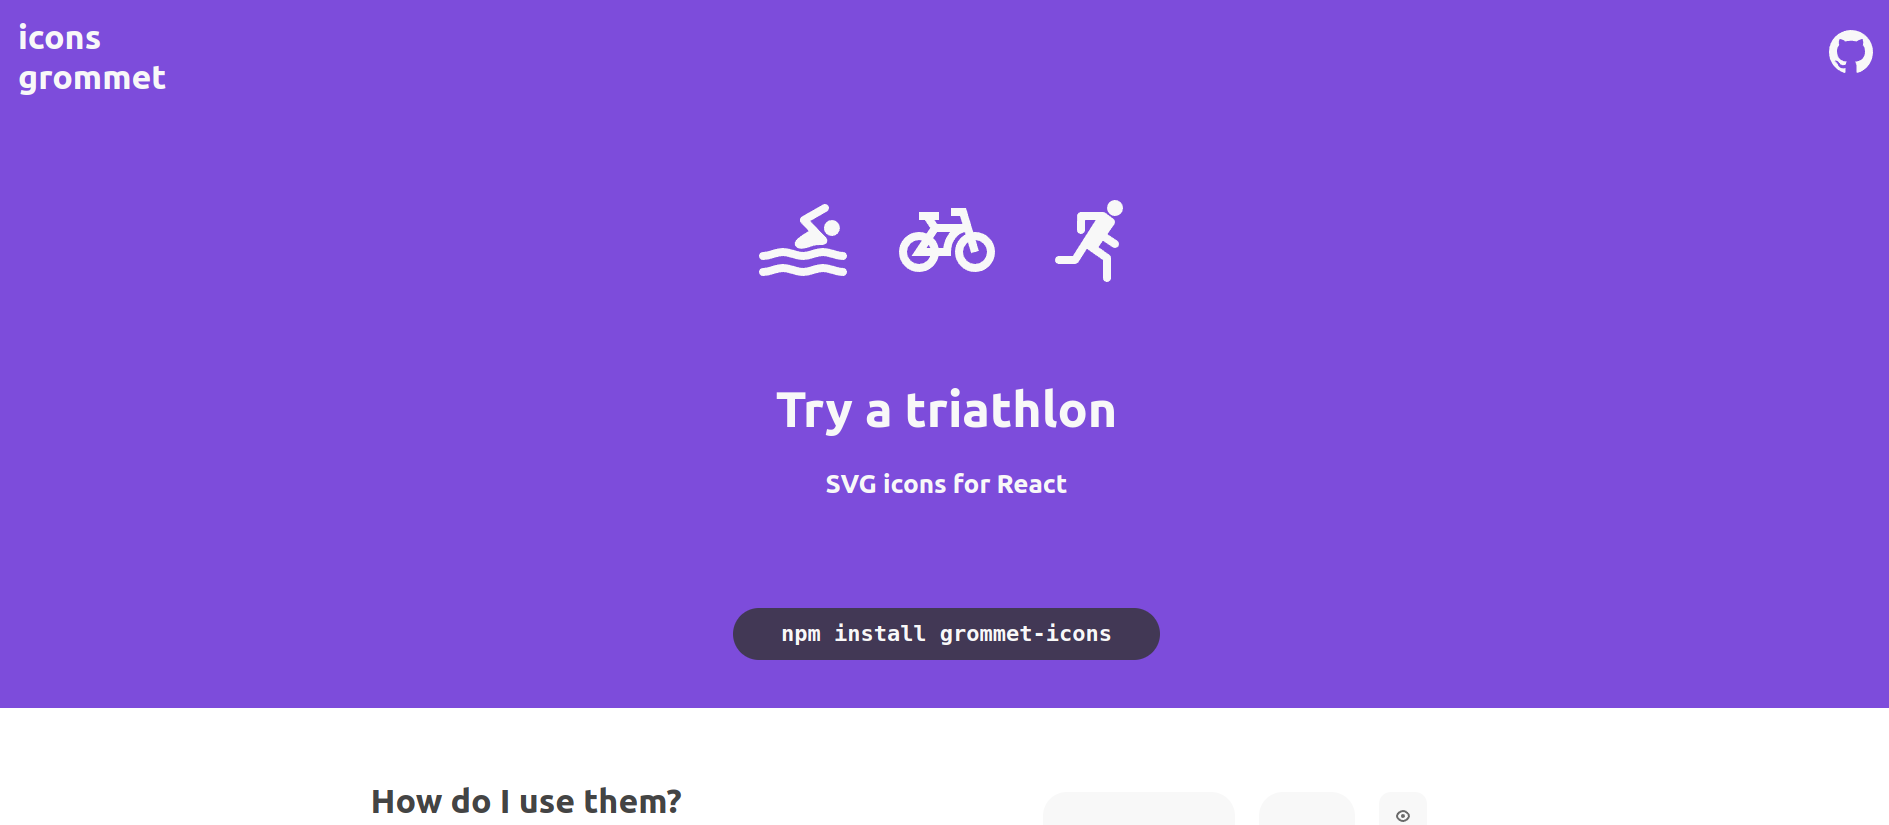 icons
grommet
Try a triathlon
SVG icons for React
npm install grommet-icons
How do I use them?